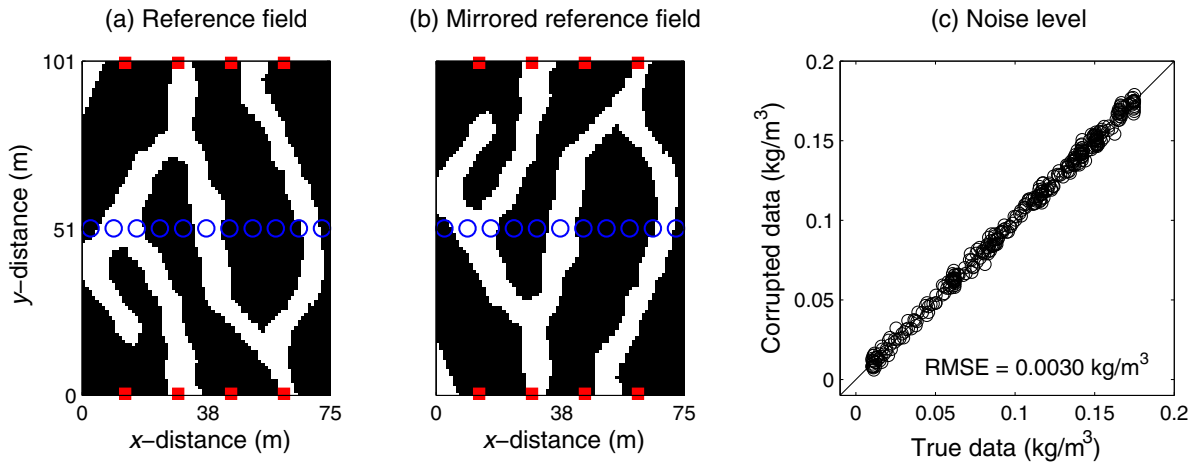 (a) Reference field
101
51
0
0
38
75
y–distance (m)
x–distance (m)
(b) Mirrored reference field
0
38
75
x–distance (m)
(c) Noise level
0.2
0.15
0.1
0.05
0
0
0.05
0.1
0.15
0.2
Corrupted data (kg/m³)
RMSE = 0.0030 kg/m³
True data (kg/m³)